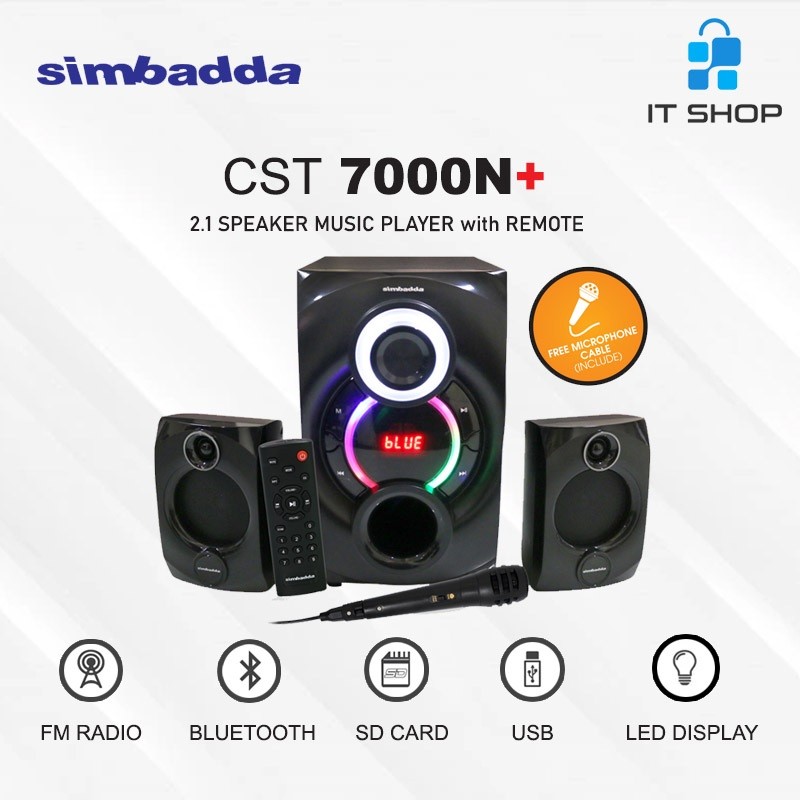 simbadda
IT SHOP
CST 7000N+
2.1 SPEAKER MUSIC PLAYER with REMOTE
simbadda
FREE MICROPHONE
CABLE
(INCLUDE)
M
bLUE
simbadda
simbadda
FM RADIO
BLUETOOTH
SD CARD
USB
LED DISPLAY